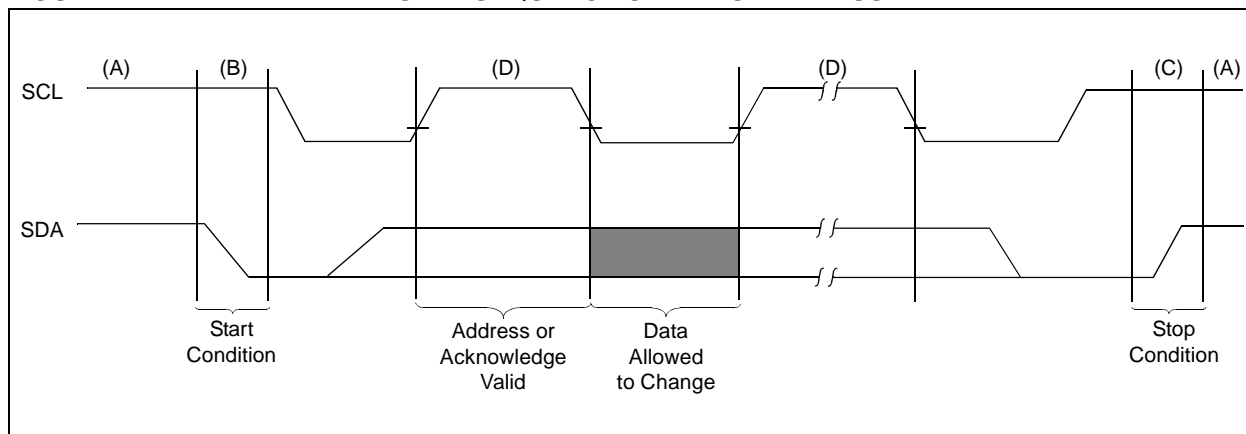 (A) (B) (D) (D) (C) (A)
SCL
SDA
Start
Condition
Address or
Acknowledge
Valid
Data
Allowed
to Change
Stop
Condition